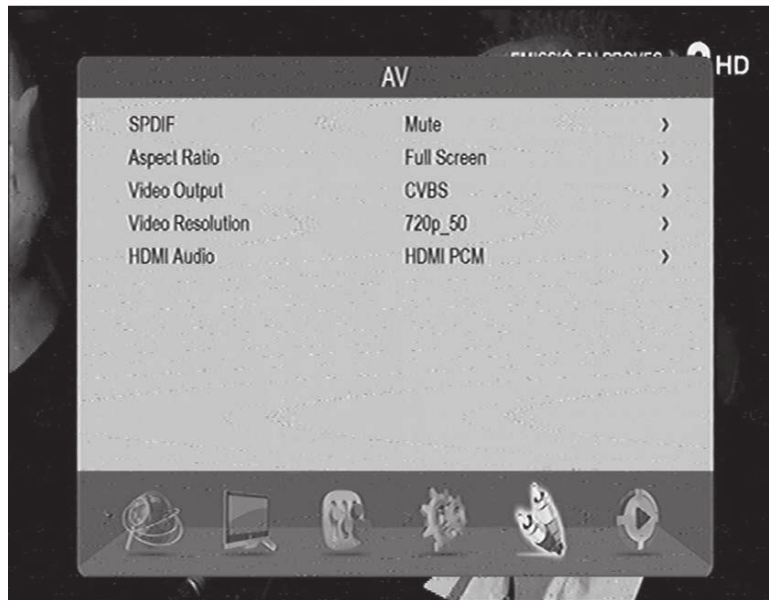 EMISSIÓ EN PROVES HD
AV
SPDIF Mute
Aspect Ratio Full Screen
Video Output CVBS
Video Resolution 720p_50
HDMI Audio HDMI PCM